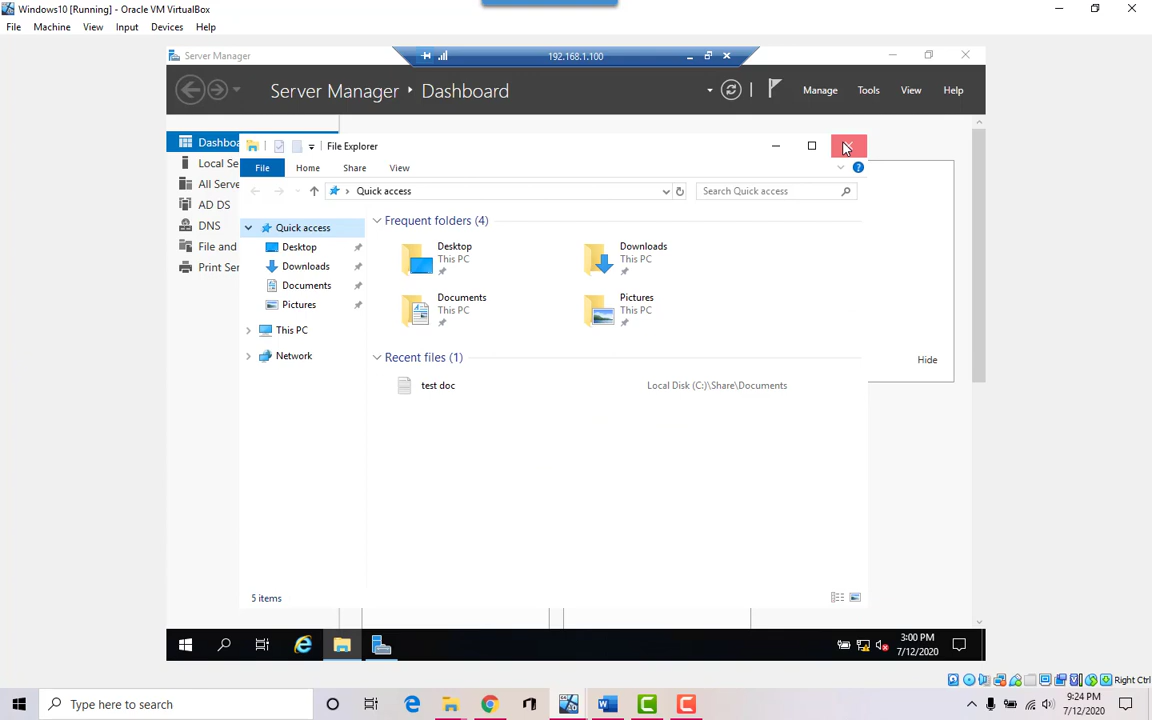 Windows10 [Running] - Oracle VM VirtualBox
File Machine View Input Devices Help
Server Manager
192.168.1.100
Server Manager • Dashboard
Manage Tools View Help
Dashboa
Local Se
All Serve
AD DS
DNS
File and
Print Ser
File Explorer
File Home Share View
Quick access
Search Quick access
Quick access
Desktop
Downloads
Documents
Pictures
This PC
Network
Frequent folders (4)
Desktop
This PC
Downloads
This PC
Documents
This PC
Pictures
This PC
Recent files (1)
test doc
Local Disk (C:)\Share\Documents
5 items
Hide
3:00 PM
7/12/2020
Right Ctrl
Type here to search
9:24 PM
7/12/2020